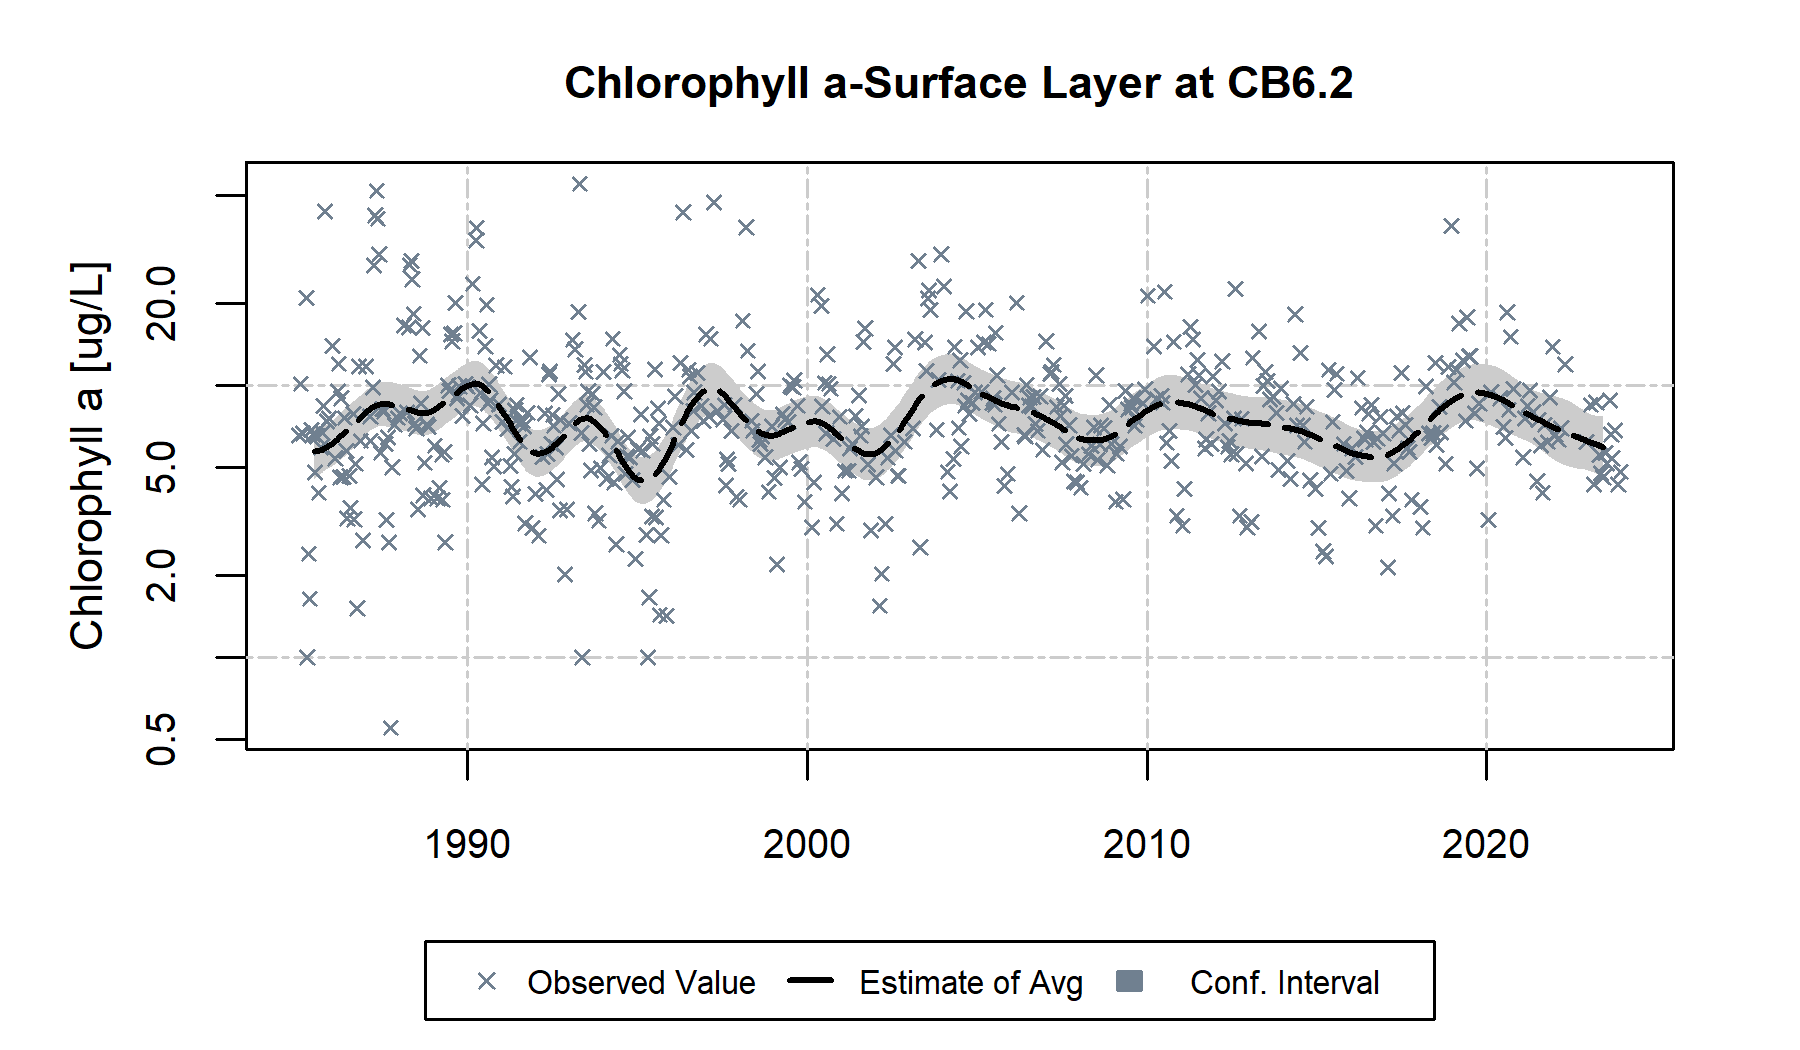 Chlorophyll a-Surface Layer at CB6.2
Chlorophyll a [ug/L]
20.0
5.0
2.0
0.5
1990 2000 2010 2020
Observed Value Estimate of Avg Conf. Interval